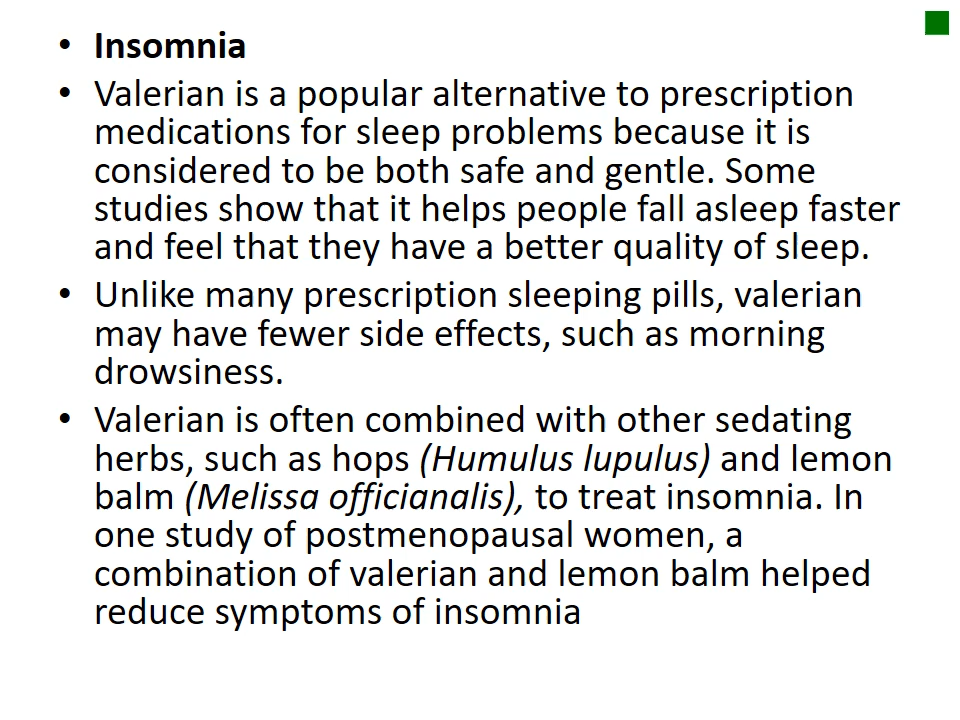 • Insomnia
• Valerian is a popular alternative to prescription
medications for sleep problems because it is
considered to be both safe and gentle. Some
studies show that it helps people fall asleep faster
and feel that they have a better quality of sleep.
• Unlike many prescription sleeping pills, valerian
may have fewer side effects, such as morning
drowsiness.
• Valerian is often combined with other sedating
herbs, such as hops (Humulus lupulus) and lemon
balm (Melissa officianalis), to treat insomnia. In
one study of postmenopausal women, a
combination of valerian and lemon balm helped
reduce symptoms of insomnia